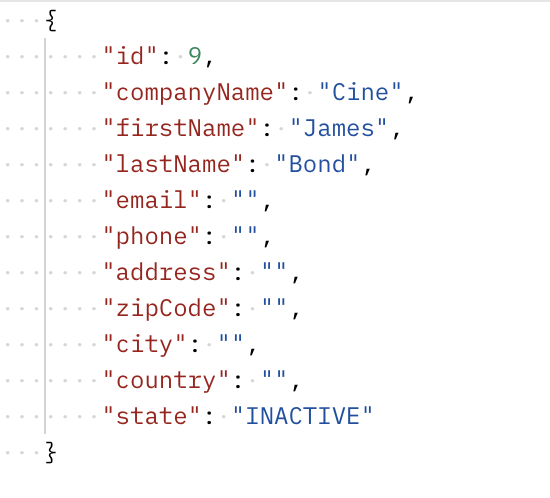 {
"id": 9,
"companyName": "Cine",
"firstName": "James",
"lastName": "Bond",
"email": "",
"phone": "",
"address": "",
"zipCode": "",
"city": "",
"country": "",
"state": "INACTIVE"
}